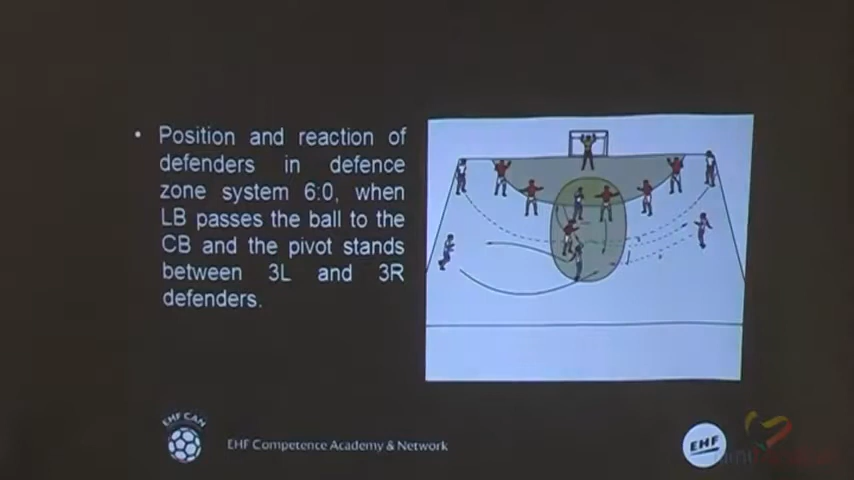 • Position and reaction of
defenders in defence
zone system 6:0, when
LB passes the ball to the
CB and the pivot stands
between 3L and 3R
defenders.
EHF CAN
EHF Competence Academy & Network
EHF